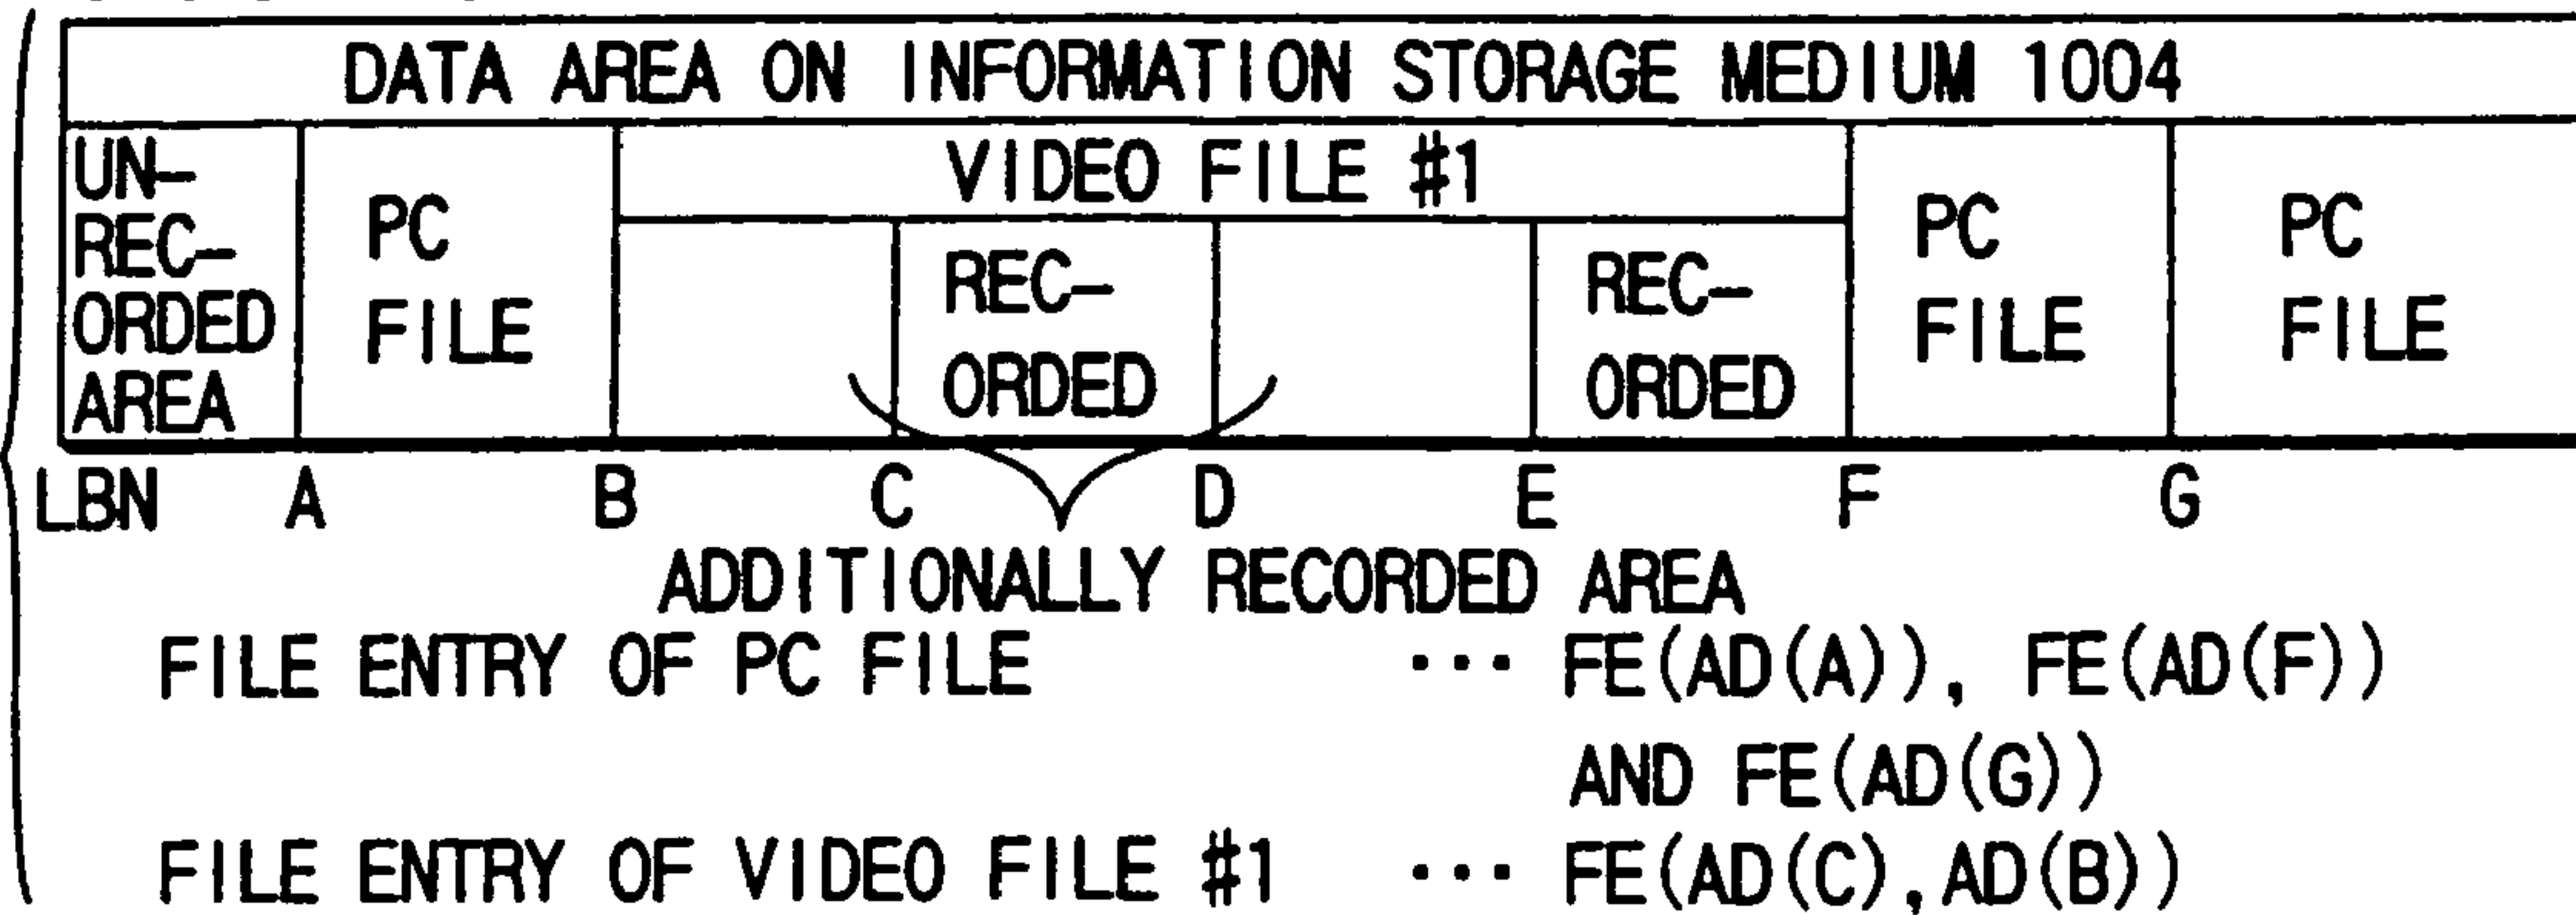 DATA AREA ON INFORMATION STORAGE MEDIUM 1004
UN-
REC-
ORDED
AREA
PC
FILE
VIDEO FILE #1
REC-
ORDED
REC-
ORDED
PC
FILE
PC
FILE
LBN A B C D E F G
ADDITIONALLY RECORDED AREA
FILE ENTRY OF PC FILE ··· FE(AD(A)), FE(AD(F))
AND FE(AD(G))
FILE ENTRY OF VIDEO FILE #1 ··· FE(AD(C),AD(B))